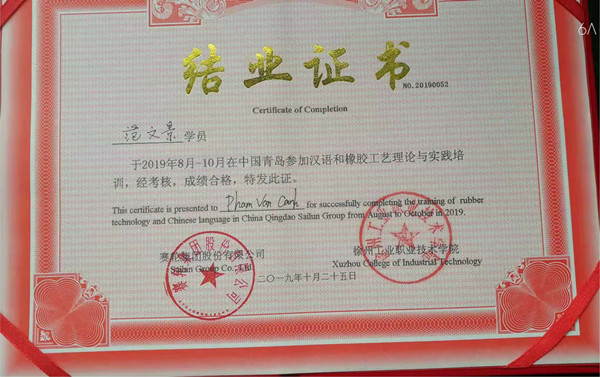 结业证书
NO.20190052
Certificate of Completion
范文景 学员
于2019年8月-10月在中国青岛参加汉语和橡胶工艺理论与实践培
训，经考核，成绩合格，特发此证。
This certificate is presented to Pham Van Canh for successfully completing the training of rubber
technology and Chinese language in China Qingdao Sailun Group from August to October in 2019.
赛轮集团股份有限公司
Sailun Group Co., Ltd
徐州工业职业技术学院
Xuzhou College of Industrial Technology
二〇一九年十月二十五日